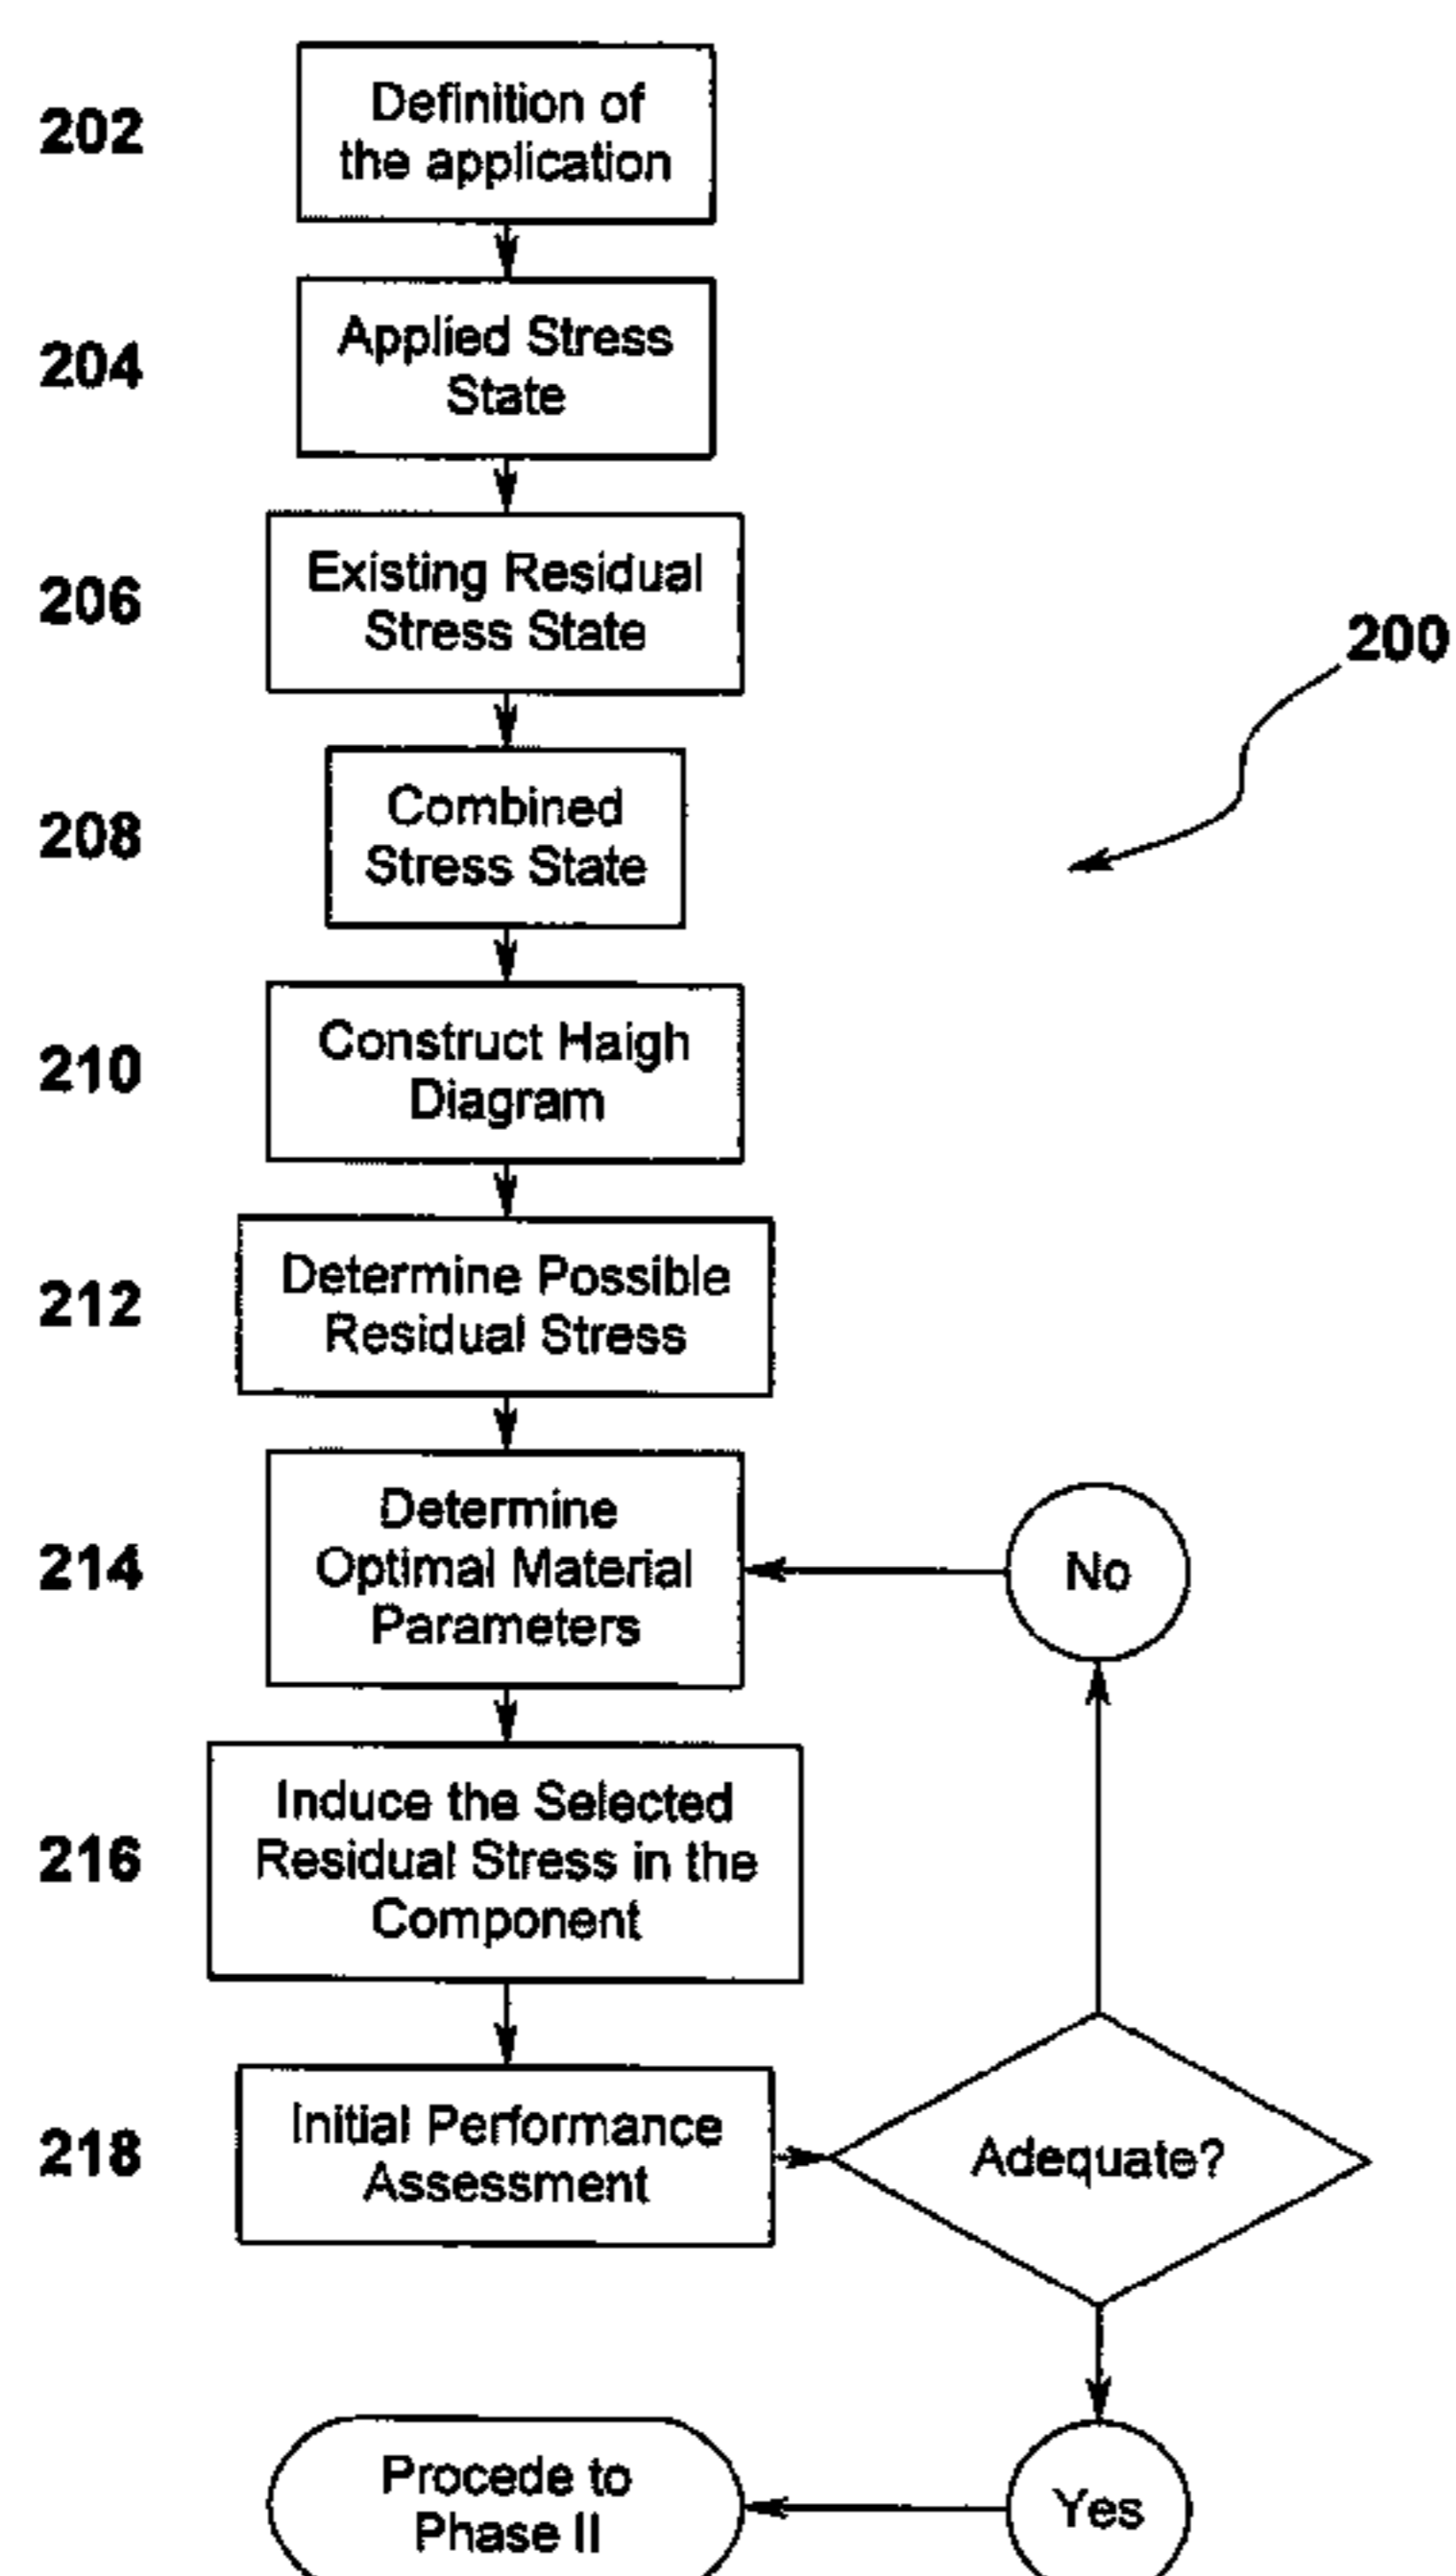 202
Definition of
the application
204
Applied Stress
State
206
Existing Residual
Stress State
200
208
Combined
Stress State
210
Construct Haigh
Diagram
212
Determine Possible
Residual Stress
214
Determine
Optimal Material
Parameters
No
216
Induce the Selected
Residual Stress in the
Component
218
Initial Performance
Assessment
Adequate?
Procede to
Phase II
Yes